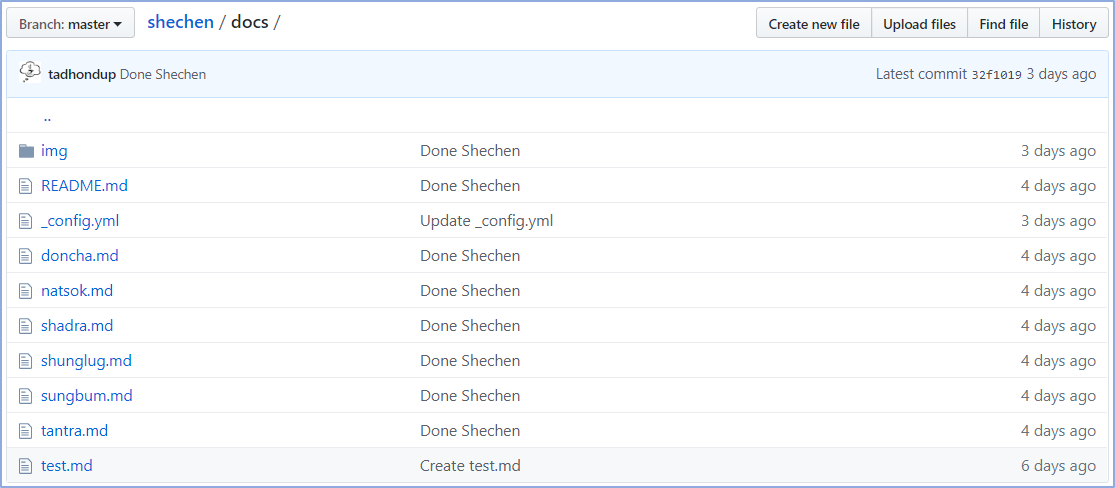 Branch: master shechen / docs / Create new file Upload files Find file History
tadhondup Done Shechen Latest commit 32f1019 3 days ago
..
img Done Shechen 3 days ago
README.md Done Shechen 4 days ago
_config.yml Update _config.yml 3 days ago
doncha.md Done Shechen 4 days ago
natsok.md Done Shechen 4 days ago
shadra.md Done Shechen 4 days ago
shunglug.md Done Shechen 4 days ago
sungbum.md Done Shechen 4 days ago
tantra.md Done Shechen 4 days ago
test.md Create test.md 6 days ago